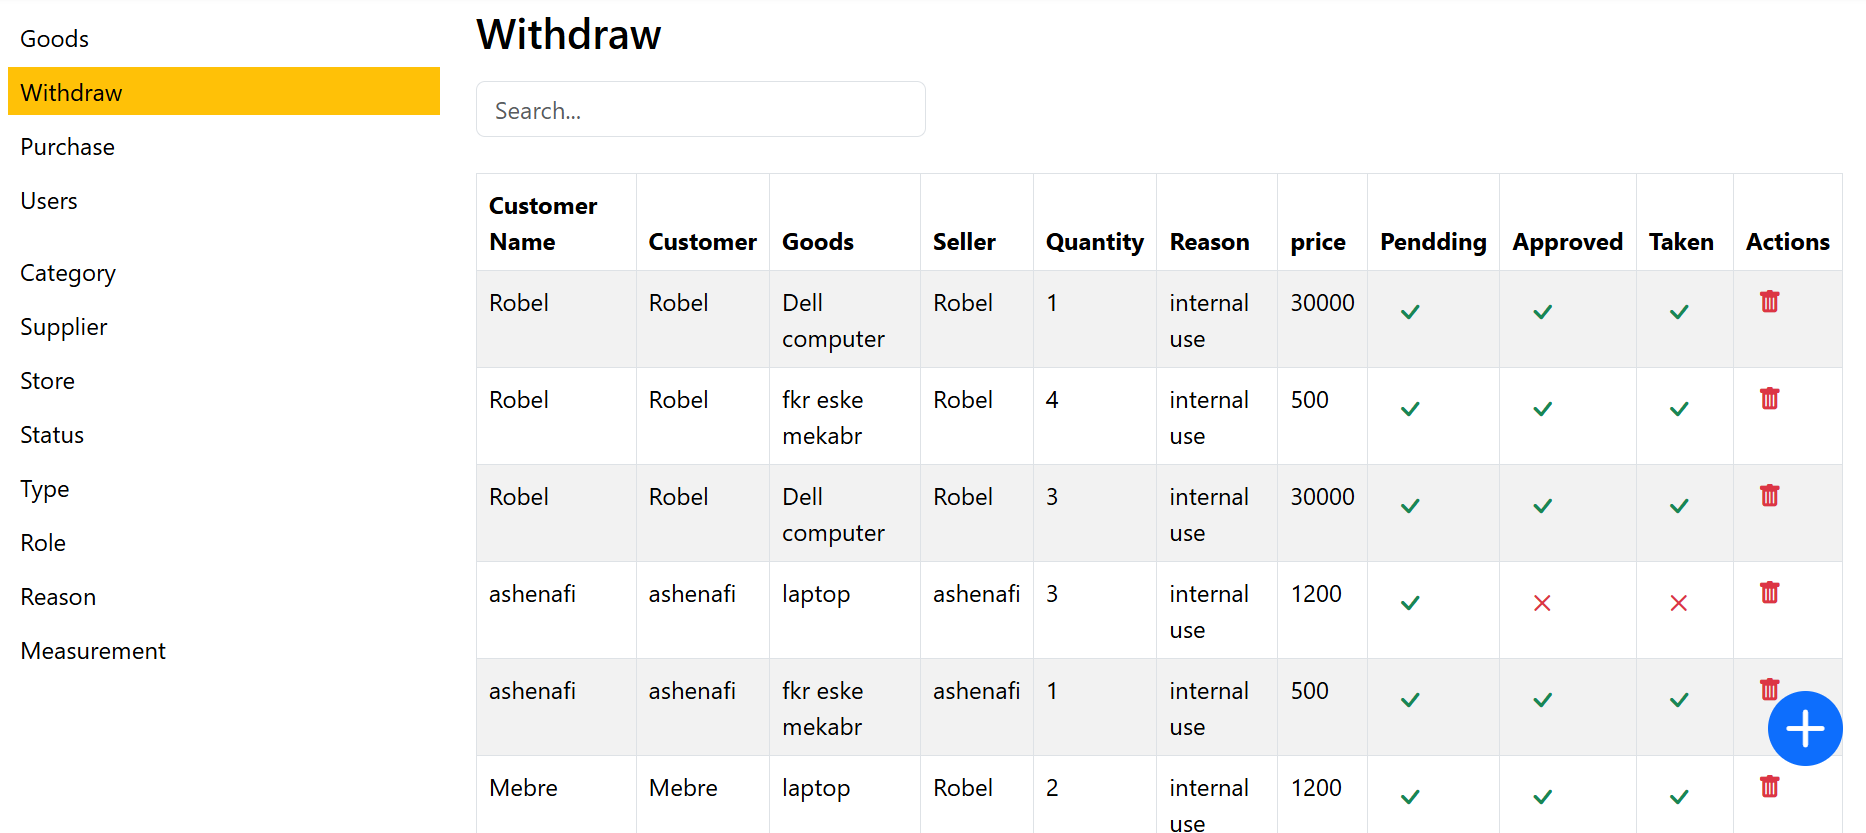 Goods
Withdraw
Purchase
Users
Category
Supplier
Store
Status
Type
Role
Reason
Measurement
Withdraw
Search...
Customer Name Customer Goods Seller Quantity Reason price Pendding Approved Taken Actions
Robel Robel Dell computer Robel 1 internal use 30000
Robel Robel fkr eske mekabr Robel 4 internal use 500
Robel Robel Dell computer Robel 3 internal use 30000
ashenafi ashenafi laptop ashenafi 3 internal use 1200
ashenafi ashenafi fkr eske mekabr ashenafi 1 internal use 500
Mebre Mebre laptop Robel 2 internal use 1200